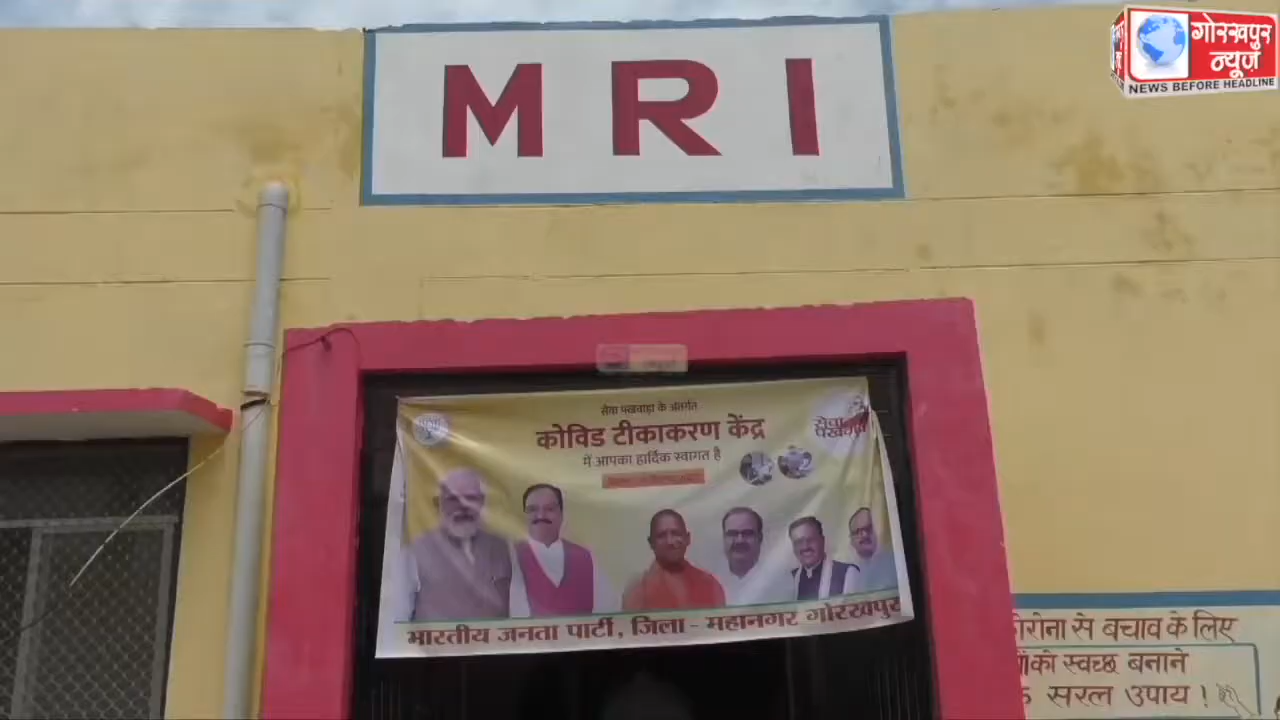 MRI
गोरखपुर
न्यूज़
NEWS BEFORE HEADLINE
सेवा पखवाड़ा के अंतर्गत
कोविड टीकाकरण केंद्र
में आपका हार्दिक स्वागत है
सेवा
पखवाड़ा
भारतीय जनता पार्टी, जिला - महानगर गोरखपुर
से बचाव के लिए
स्वच्छ बनाने
सरल उपाय !